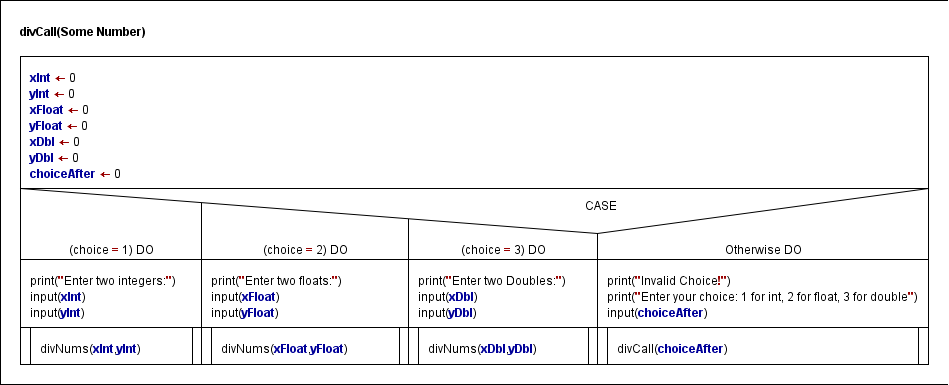 divCall(Some Number)
xInt ← 0
yInt ← 0
xFloat ← 0
yFloat ← 0
xDbl ← 0
yDbl ← 0
choiceAfter ← 0
CASE
(choice = 1) DO
print("Enter two integers:")
input(xInt)
input(yInt)
divNums(xInt,yInt)
(choice = 2) DO
print("Enter two floats:")
input(xFloat)
input(yFloat)
divNums(xFloat,yFloat)
(choice = 3) DO
print("Enter two Doubles:")
input(xDbl)
input(yDbl)
divNums(xDbl,yDbl)
Otherwise DO
print("Invalid Choice!")
print("Enter your choice: 1 for int, 2 for float, 3 for double")
input(choiceAfter)
divCall(choiceAfter)